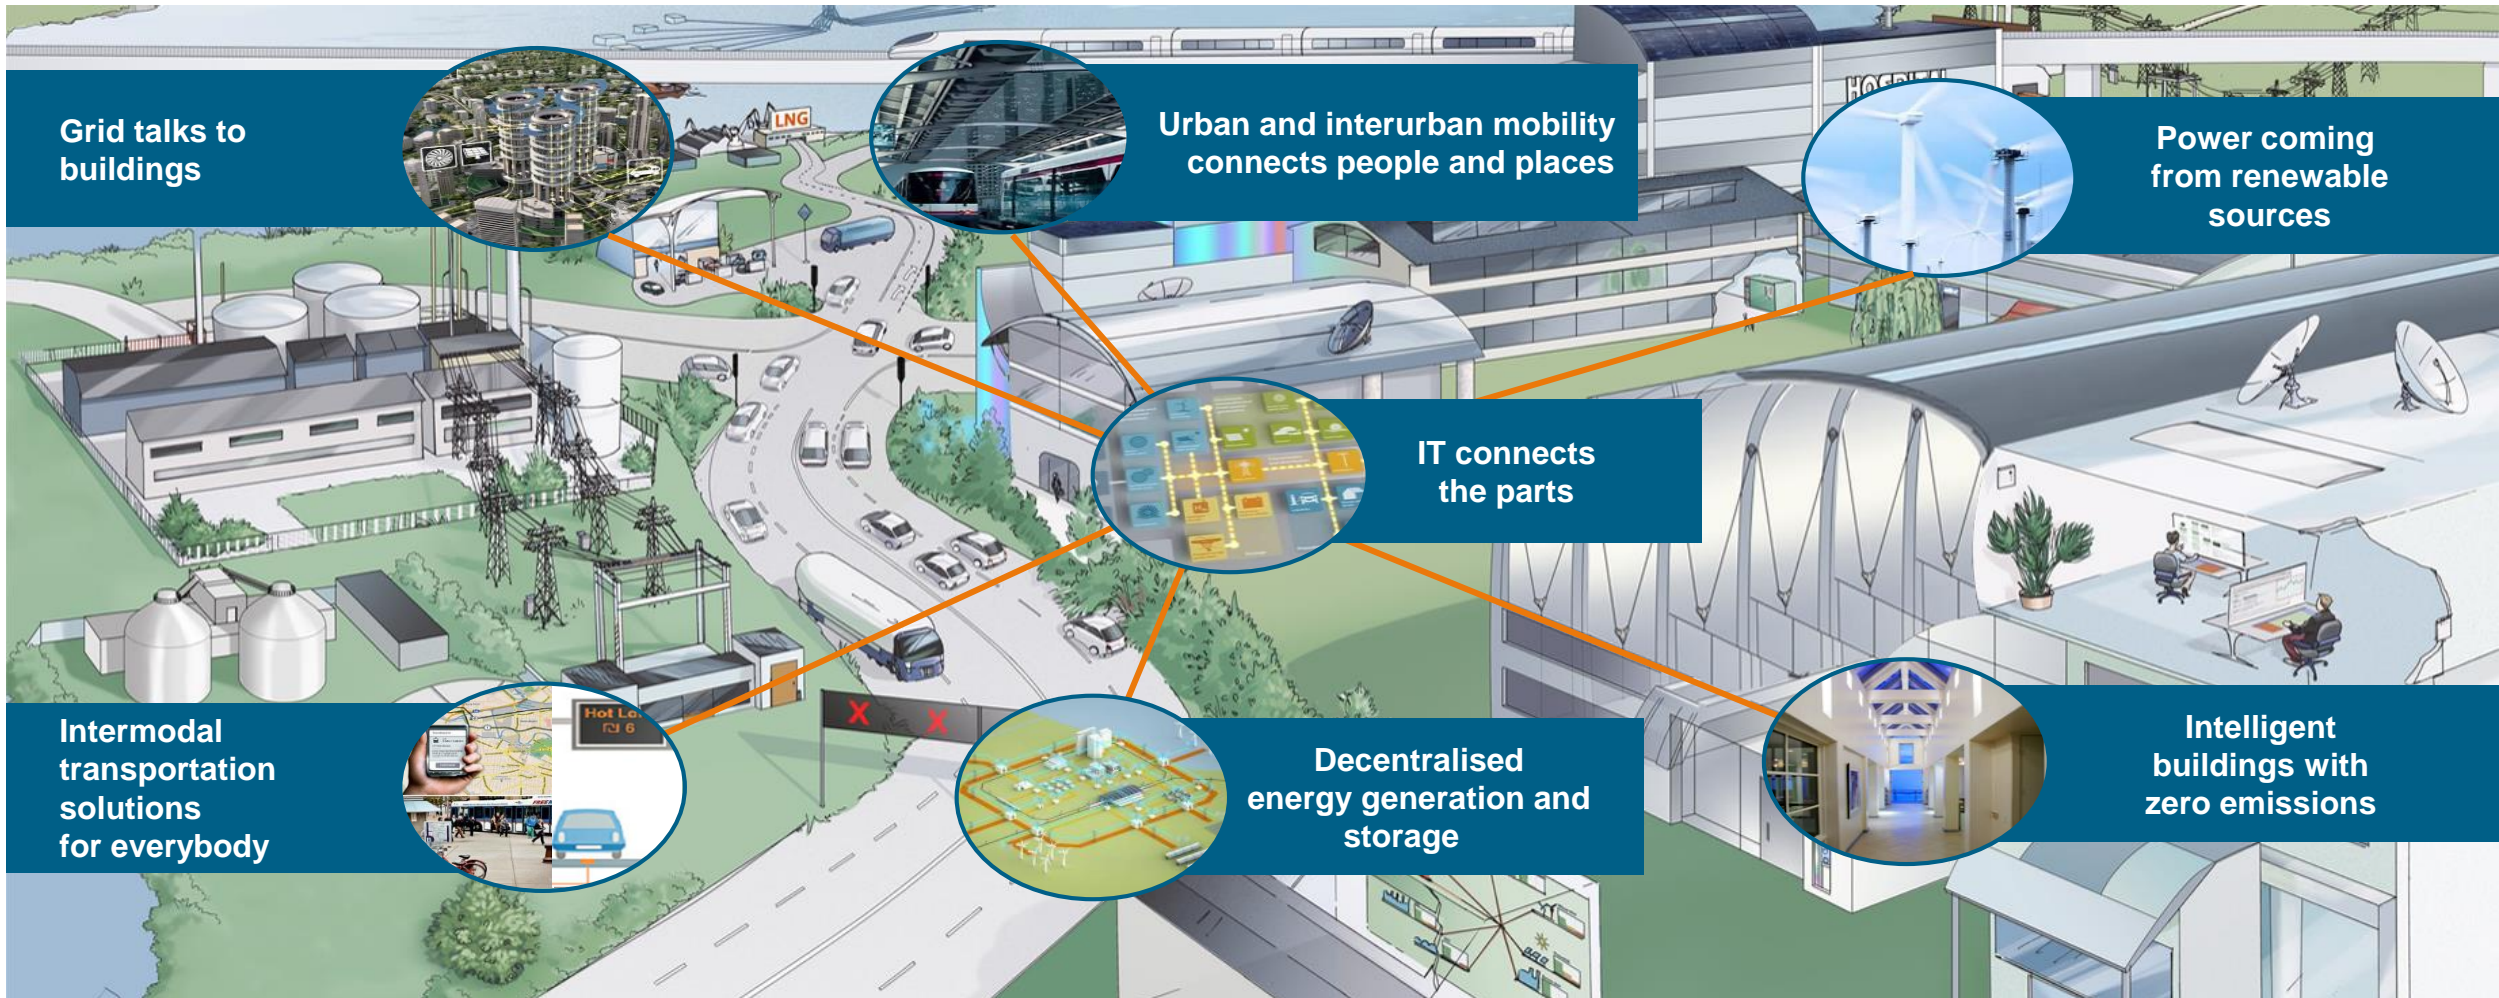 Grid talks to
buildings
LNG
Urban and interurban mobility
connects people and places
Power coming
from renewable
sources
IT connects
the parts
Intermodal
transportation
solutions
for everybody
Decentralised
energy generation and
storage
Intelligent
buildings with
zero emissions